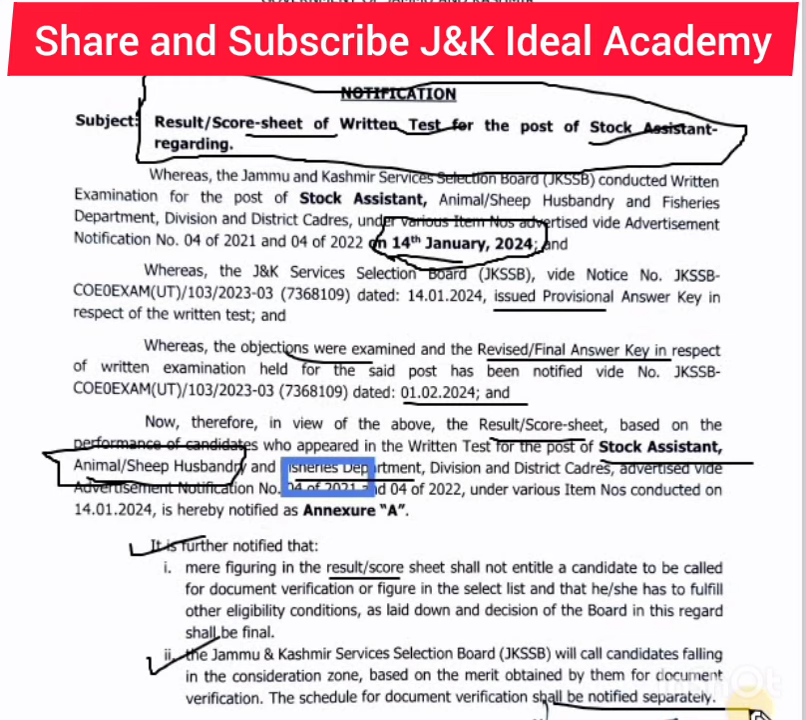 Share and Subscribe J&K Ideal Academy
NOTIFICATION
Subject: Result/Score-sheet of Written Test for the post of Stock Assistant-
regarding.
Whereas, the Jammu and Kashmir Services Selection Board (JKSSB) conducted Written
Examination for the post of Stock Assistant, Animal/Sheep Husbandry and Fisheries
Department, Division and District Cadres, under various Item Nos advertised vide Advertisement
Notification No. 04 of 2021 and 04 of 2022 on 14th January, 2024; and
Whereas, the J&K Services Selection Board (JKSSB), vide Notice No. JKSSB-
COE0EXAM(UT)/103/2023-03 (7368109) dated: 14.01.2024, issued Provisional Answer Key in
respect of the written test; and
Whereas, the objections were examined and the Revised/Final Answer Key in respect
of written examination held for the said post has been notified vide No. JKSSB-
COE0EXAM(UT)/103/2023-03 (7368109) dated: 01.02.2024; and
Now, therefore, in view of the above, the Result/Score-sheet, based on the
performance of candidates who appeared in the Written Test for the post of Stock Assistant,
Animal/Sheep Husbandry and Fisheries Department, Division and District Cadres, advertised vide
Advertisement Notification No. 04 of 2021 and 04 of 2022, under various Item Nos conducted on
14.01.2024, is hereby notified as Annexure “A”.
It is further notified that:
i. mere figuring in the result/score sheet shall not entitle a candidate to be called
for document verification or figure in the select list and that he/she has to fulfill
other eligibility conditions, as laid down and decision of the Board in this regard
shall be final.
ii. the Jammu & Kashmir Services Selection Board (JKSSB) will call candidates falling
in the consideration zone, based on the merit obtained by them for document
verification. The schedule for document verification shall be notified separately.